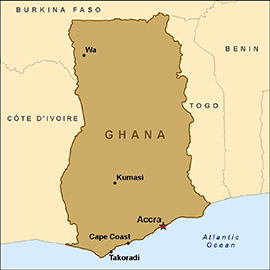 BURKINA FASO
Wa
BENIN
TOGO
CÔTE D'IVOIRE
GHANA
Kumasi
Accra
Cape Coast
Takoradi
Atlantic
Ocean